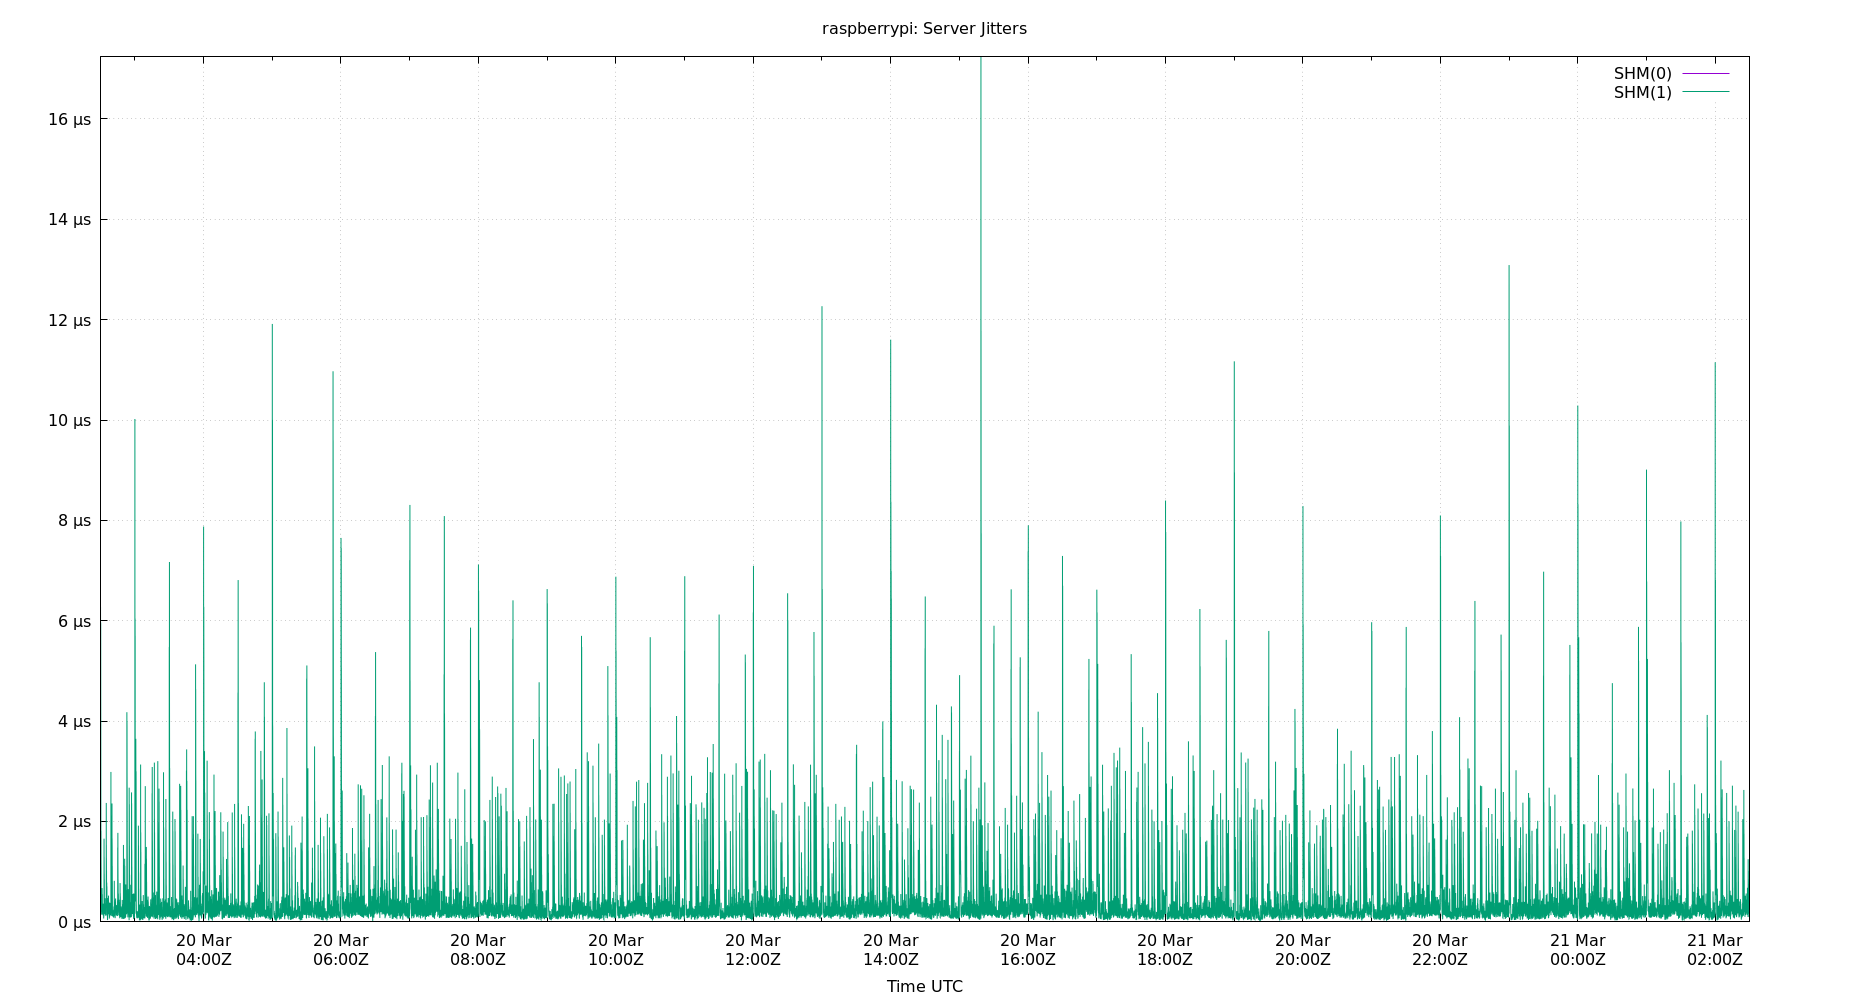 raspberrypi: Server Jitters
SHM(0)
SHM(1)
16 μs
14 μs
12 μs
10 μs
8 μs
6 μs
4 μs
2 μs
0 μs
20 Mar 20 Mar 20 Mar 20 Mar 20 Mar 20 Mar 20 Mar 20 Mar 20 Mar 20 Mar 21 Mar 21 Mar
04:00Z 06:00Z 08:00Z 10:00Z 12:00Z 14:00Z 16:00Z 18:00Z 20:00Z 22:00Z 00:00Z 02:00Z
Time UTC